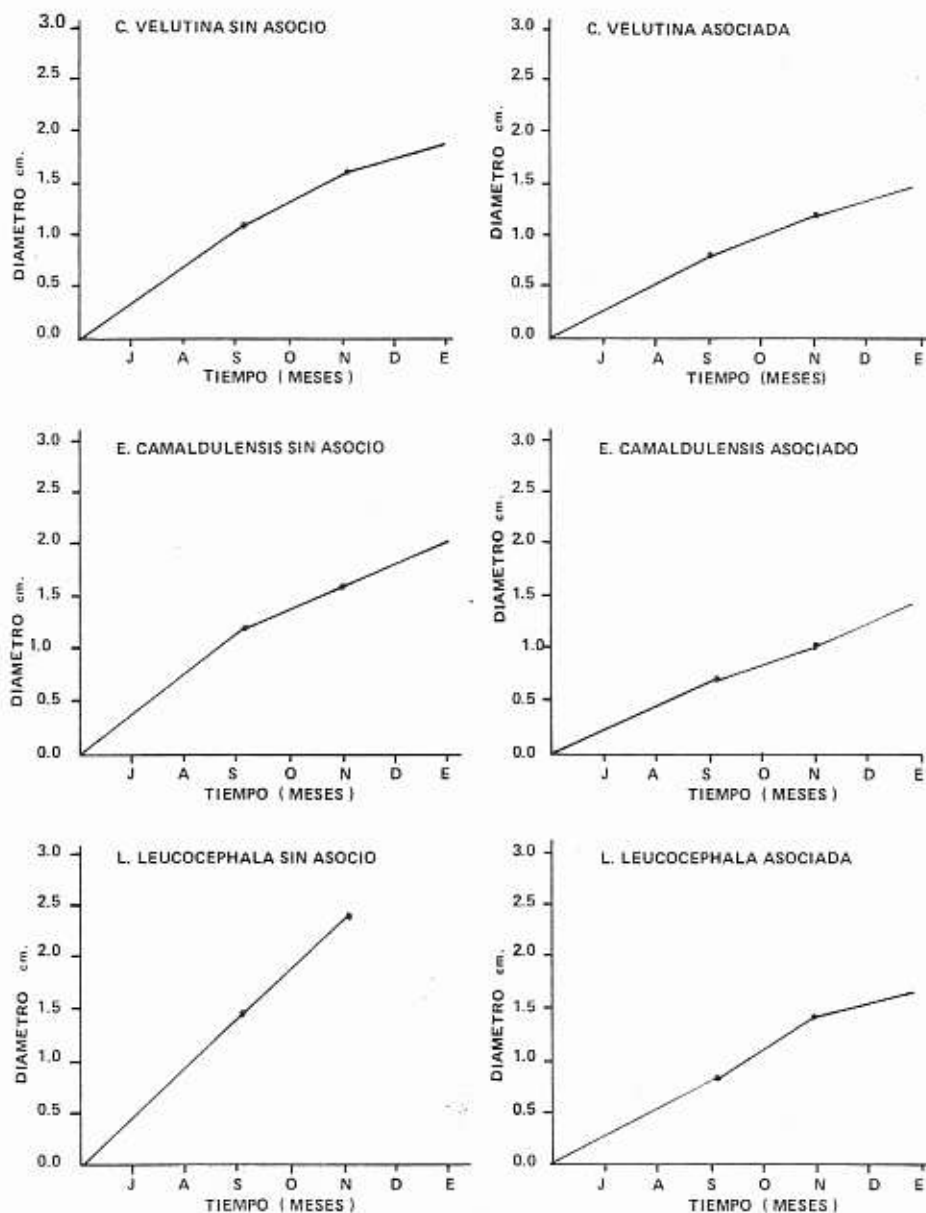 C. VELUTINA SIN ASOCIO
3.0
2.5
2.0
1.5
1.0
0.5
0.0
DIAMETRO cm.
J A S O N D E
TIEMPO (MESES)
C. VELUTINA ASOCIADA
3.0
2.5
2.0
1.5
1.0
0.5
0.0
DIAMETRO cm.
J A S O N D E
TIEMPO (MESES)
E. CAMALDULENSIS SIN ASOCIO
3.0
2.5
2.0
1.5
1.0
0.5
0.0
DIAMETRO cm.
J A S O N D E
TIEMPO (MESES)
E. CAMALDULENSIS ASOCIADO
3.0
2.5
2.0
1.5
1.0
0.5
0.0
DIAMETRO cm.
J A S O N D E
TIEMPO (MESES)
L. LEUCOCEPHALA SIN ASOCIO
3.0
2.5
2.0
1.5
1.0
0.5
0.0
DIAMETRO cm.
J A S O N D E
TIEMPO (MESES)
L. LEUCOCEPHALA ASOCIADA
3.0
2.5
2.0
1.5
1.0
0.5
0.0
DIAMETRO cm.
J A S O N D E
TIEMPO (MESES)